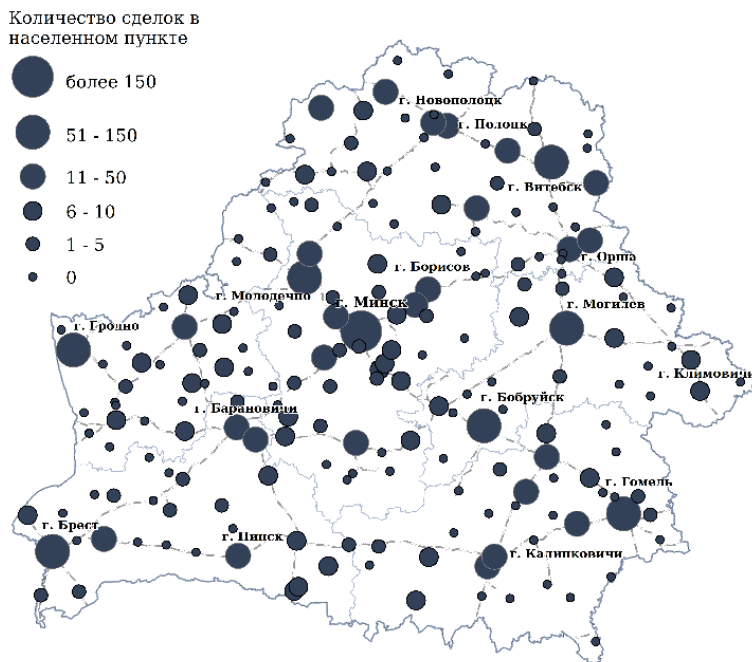 Количество сделок в
населенном пункте
более 150
51 - 150
11 - 50
6 - 10
1 - 5
0
г. Новополоцк
г. Полоцк
г. Витебск
г. Орша
г. Борисов
г. Молодечно
г. Минск
г. Могилев
г. Гродно
г. Климовичи
г. Бобруйск
г. Барановичи
г. Гомель
г. Брест
г. Пинск
г. Калинковичи